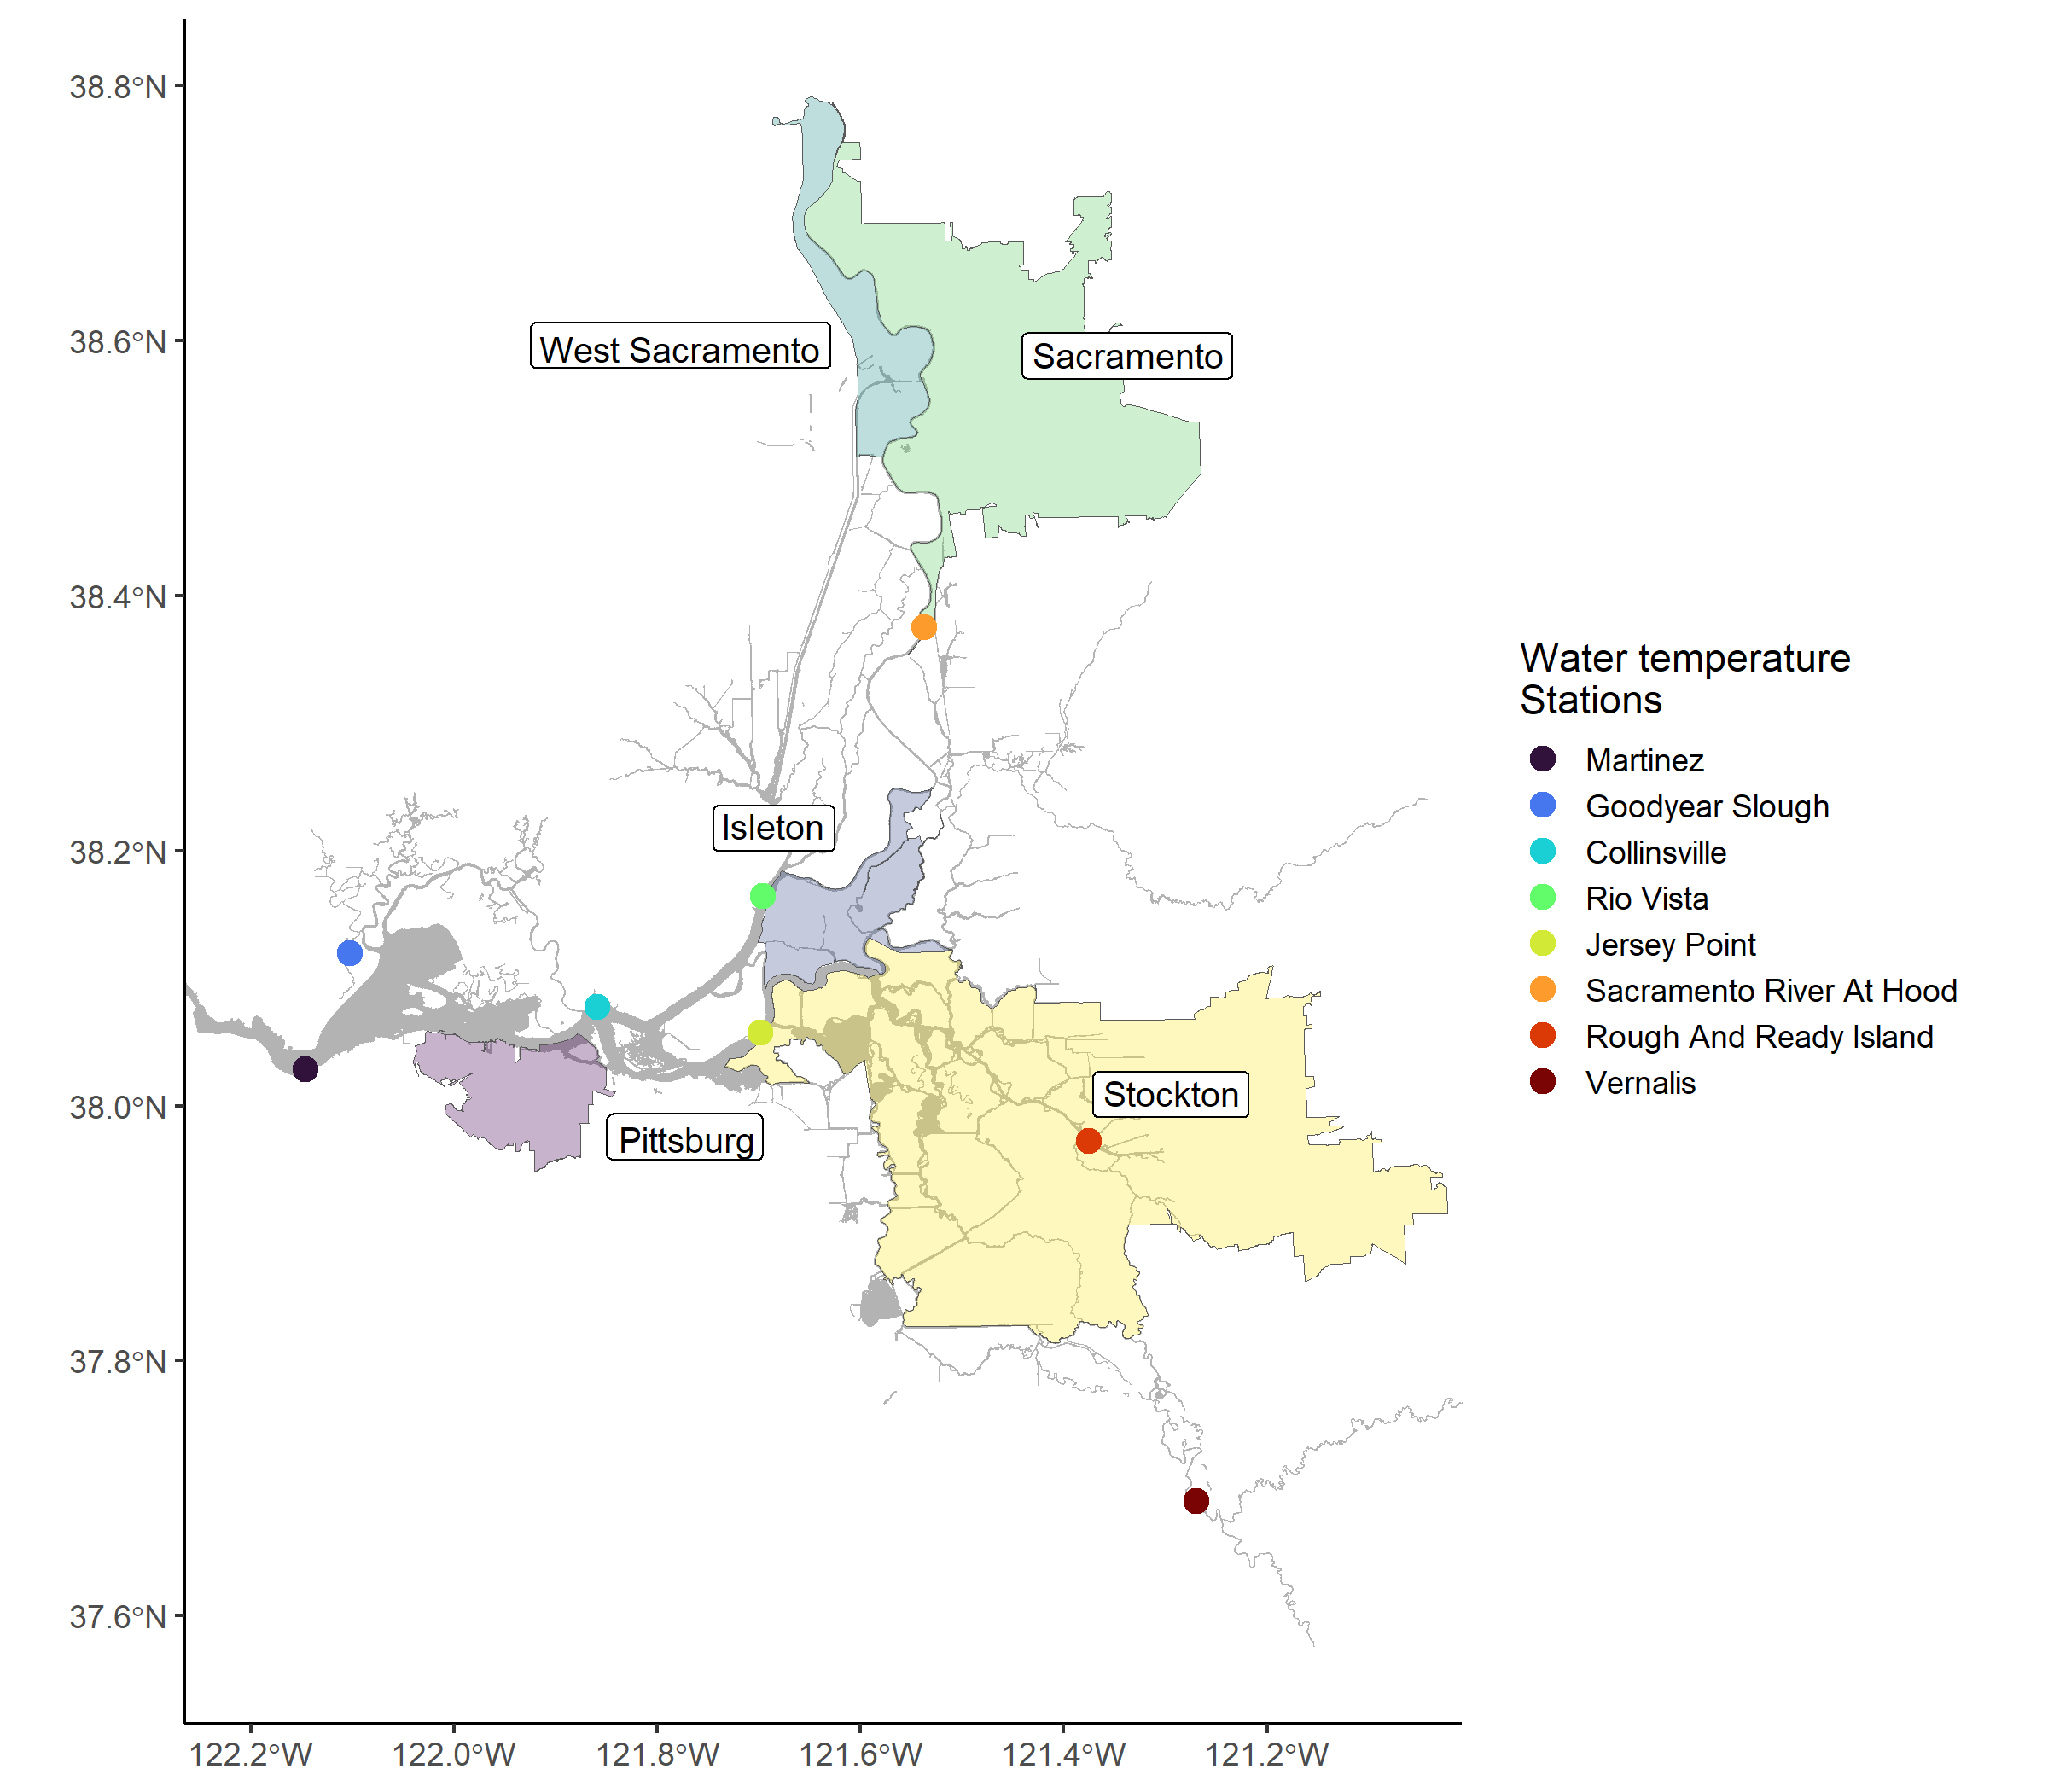 38.8°N
38.6°N
38.4°N
38.2°N
38.0°N
37.8°N
37.6°N
122.2°W
122.0°W
121.8°W
121.6°W
121.4°W
121.2°W
West Sacramento
Sacramento
Isleton
Stockton
Pittsburg
Water temperature
Stations
Martinez
Goodyear Slough
Collinsville
Rio Vista
Jersey Point
Sacramento River At Hood
Rough And Ready Island
Vernalis